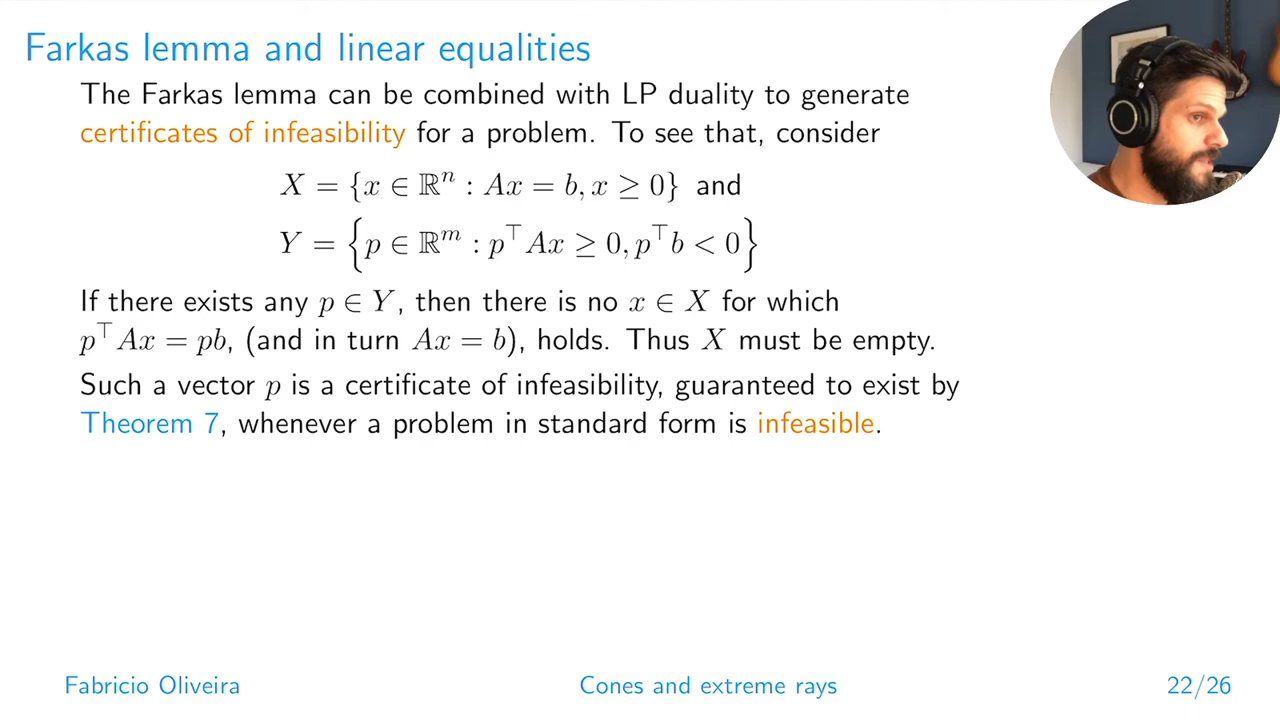 Farkas lemma and linear equalities
The Farkas lemma can be combined with LP duality to generate
certificates of infeasibility for a problem. To see that, consider
X = {x ∈ ℝⁿ : Ax = b, x ≥ 0} and
Y = {p ∈ ℝᵐ : p⊤Ax ≥ 0, p⊤b < 0}
If there exists any p ∈ Y, then there is no x ∈ X for which
p⊤Ax = pb, (and in turn Ax = b), holds. Thus X must be empty.
Such a vector p is a certificate of infeasibility, guaranteed to exist by
Theorem 7, whenever a problem in standard form is infeasible.
Fabricio Oliveira
Cones and extreme rays
22/26